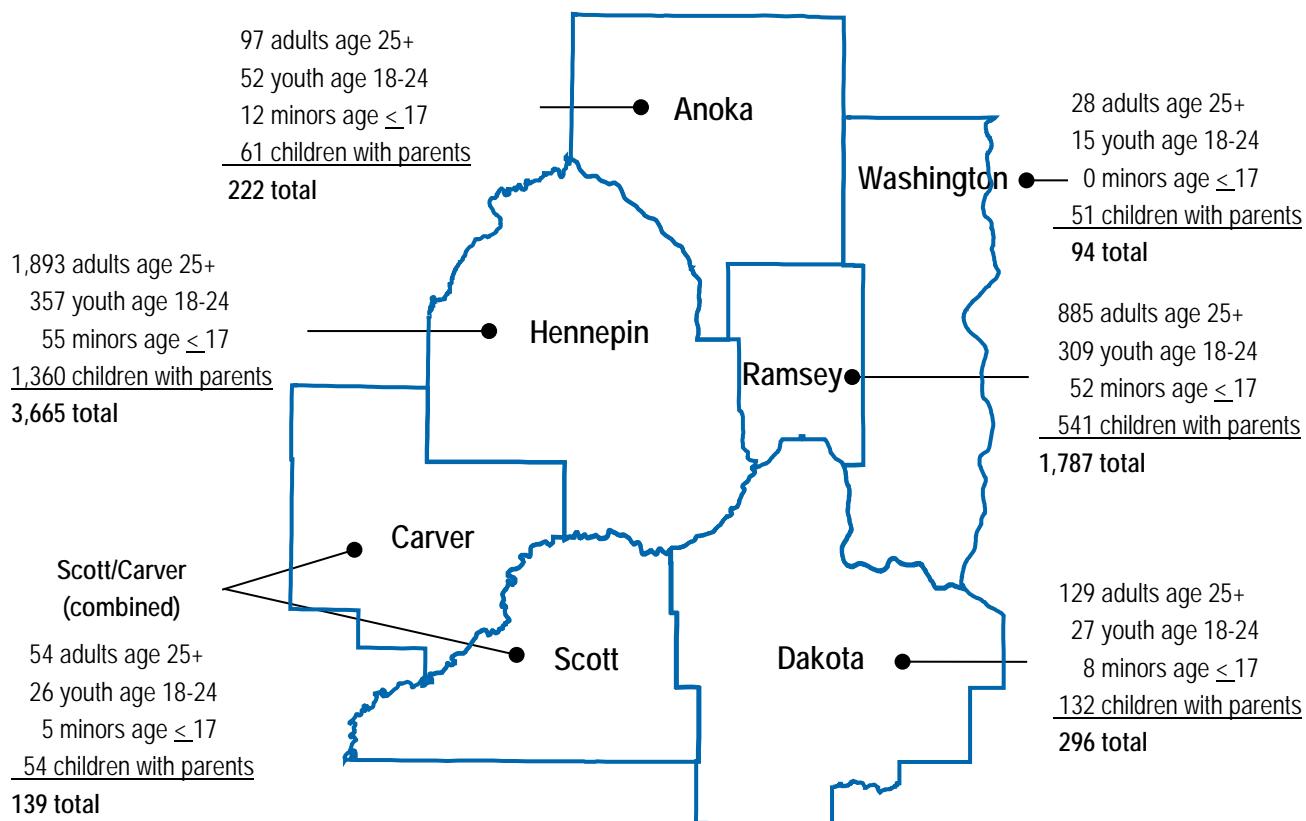 97 adults age 25+
52 youth age 18-24
12 minors age < 17
61 children with parents
222 total
Anoka
28 adults age 25+
15 youth age 18-24
0 minors age < 17
51 children with parents
94 total
Washington
1,893 adults age 25+
357 youth age 18-24
55 minors age < 17
1,360 children with parents
3,665 total
Hennepin
Ramsey
885 adults age 25+
309 youth age 18-24
52 minors age < 17
541 children with parents
1,787 total
Carver
Scott/Carver
(combined)
54 adults age 25+
26 youth age 18-24
5 minors age < 17
54 children with parents
139 total
Scott
Dakota
129 adults age 25+
27 youth age 18-24
8 minors age < 17
132 children with parents
296 total